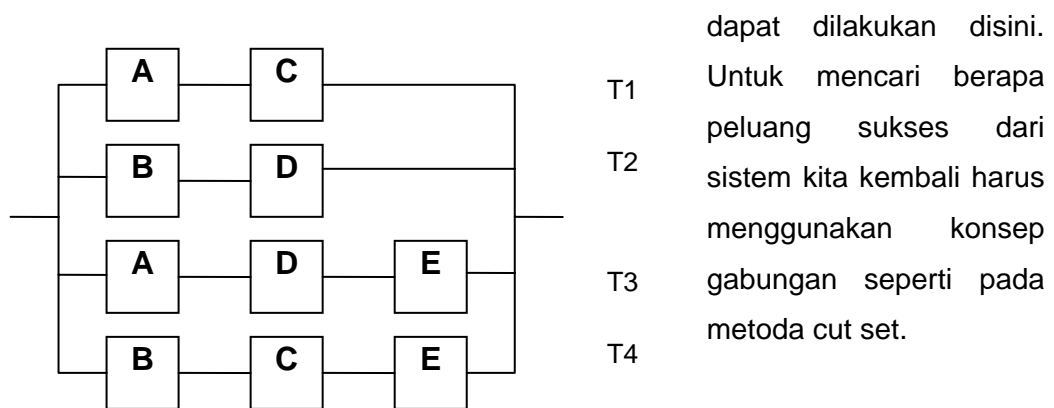 A C
T1
B D
T2
A D E
T3
B C E
T4
dapat dilakukan disini.
Untuk mencari berapa
peluang sukses dari
sistem kita kembali harus
menggunakan konsep
gabungan seperti pada
metoda cut set.